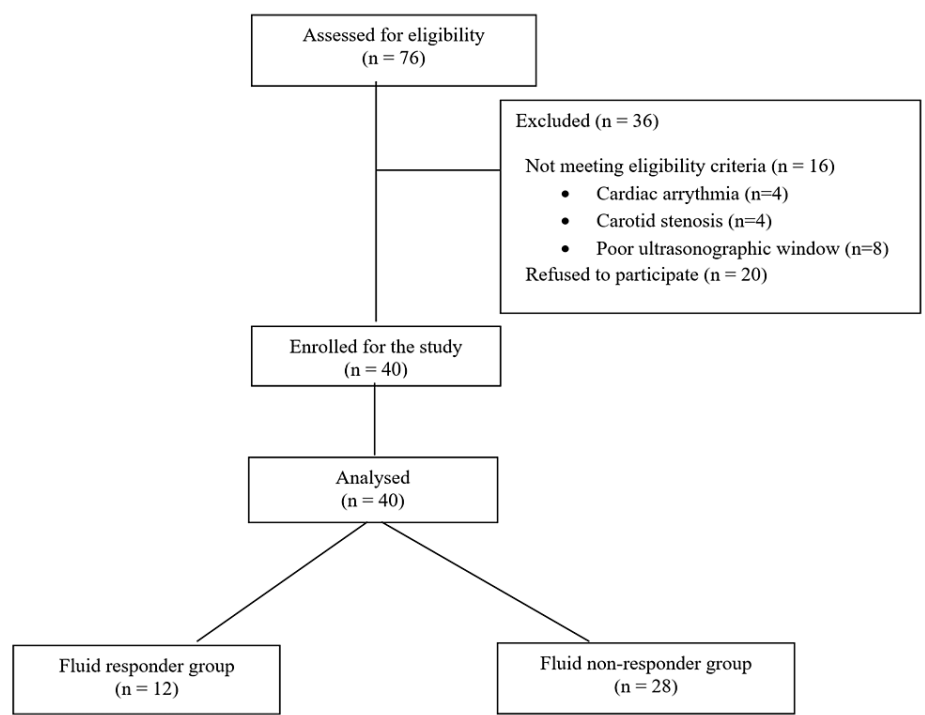 Assessed for eligibility
(n = 76)
Excluded (n = 36)
Not meeting eligibility criteria (n = 16)
• Cardiac arrythmia (n=4)
• Carotid stenosis (n=4)
• Poor ultrasonographic window (n=8)
Refused to participate (n = 20)
Enrolled for the study
(n = 40)
Analysed
(n = 40)
Fluid responder group
(n = 12)
Fluid non-responder group
(n = 28)